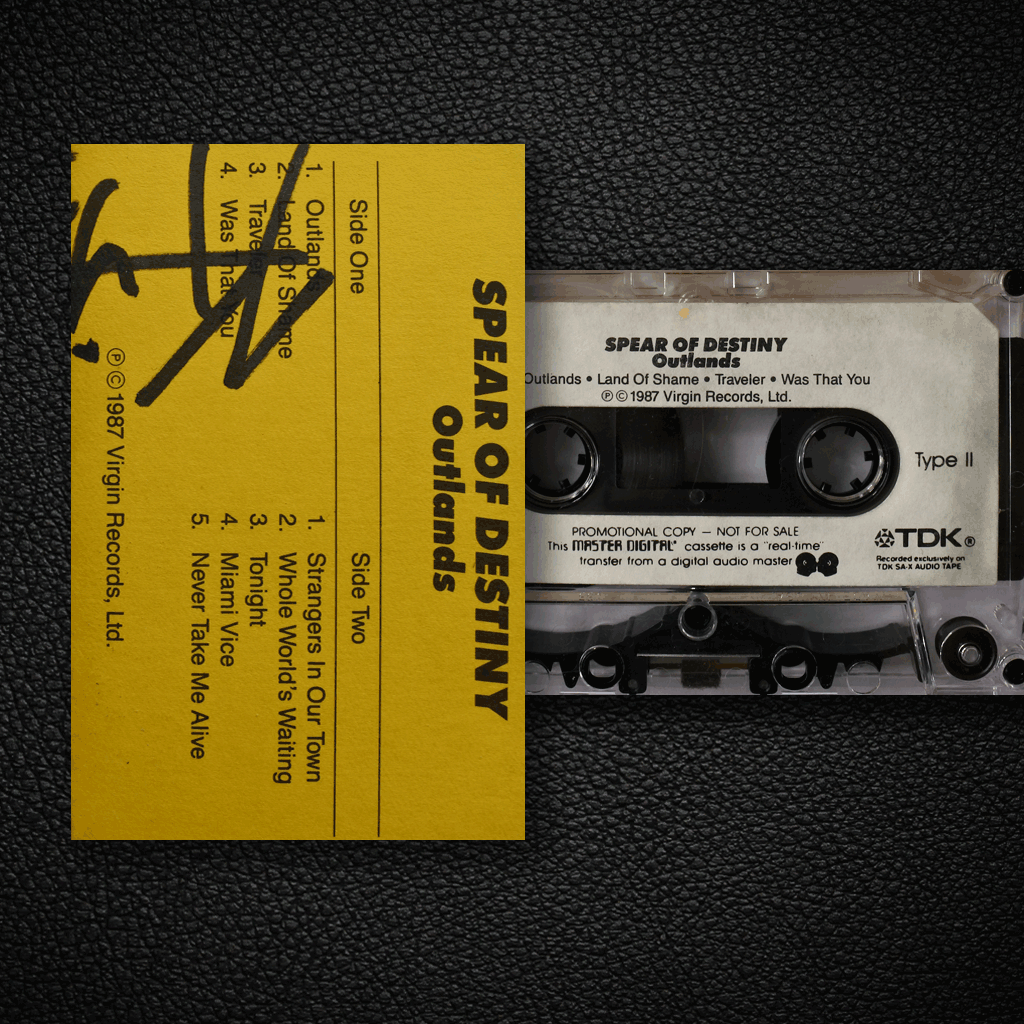 SPEAR OF DESTINY
Outlands
Side One
1. Outlands
2. Land Of Shame
3. Traveler
4. Was That You
Side Two
1. Strangers In Our Town
2. Whole World's Waiting
3. Tonight
4. Miami Vice
5. Never Take Me Alive
℗©1987 Virgin Records, Ltd.
SPEAR OF DESTINY
Outlands
Outlands • Land Of Shame • Traveler • Was That You
℗©1987 Virgin Records, Ltd.
Type II
PROMOTIONAL COPY — NOT FOR SALE
This MASTER DIGITAL® cassette is a "real-time"
transfer from a digital audio master
TDK®
Recorded exclusively on
TDK SA-X AUDIO TAPE